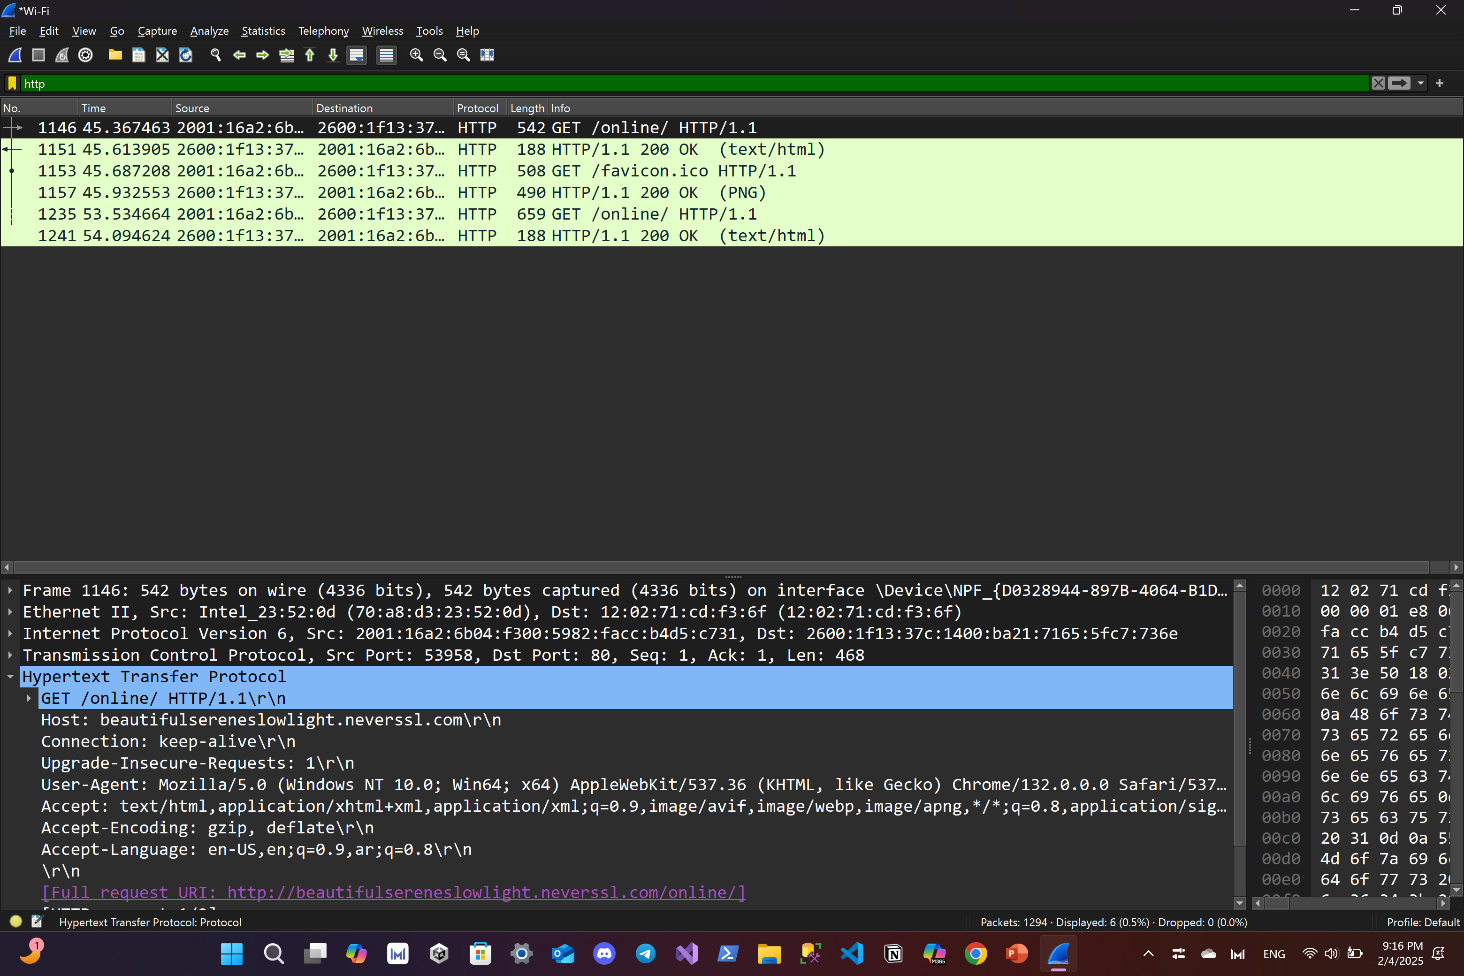 *Wi-Fi
File Edit View Go Capture Analyze Statistics Telephony Wireless Tools Help
http
No. Time Source Destination Protocol Length Info
1146 45.367463 2001:16a2:6b… 2600:1f13:37… HTTP 542 GET /online/ HTTP/1.1
1151 45.613905 2600:1f13:37… 2001:16a2:6b… HTTP 188 HTTP/1.1 200 OK (text/html)
1153 45.687208 2001:16a2:6b… 2600:1f13:37… HTTP 508 GET /favicon.ico HTTP/1.1
1157 45.932553 2600:1f13:37… 2001:16a2:6b… HTTP 490 HTTP/1.1 200 OK (PNG)
1235 53.534664 2001:16a2:6b… 2600:1f13:37… HTTP 659 GET /online/ HTTP/1.1
1241 54.094624 2600:1f13:37… 2001:16a2:6b… HTTP 188 HTTP/1.1 200 OK (text/html)
Frame 1146: 542 bytes on wire (4336 bits), 542 bytes captured (4336 bits) on interface \Device\NPF_{D0328944-897B-4064-B1D…
Ethernet II, Src: Intel_23:52:0d (70:a8:d3:23:52:0d), Dst: 12:02:71:cd:f3:6f (12:02:71:cd:f3:6f)
Internet Protocol Version 6, Src: 2001:16a2:6b04:f300:5982:facc:b4d5:c731, Dst: 2600:1f13:37c:1400:ba21:7165:5fc7:736e
Transmission Control Protocol, Src Port: 53958, Dst Port: 80, Seq: 1, Ack: 1, Len: 468
Hypertext Transfer Protocol
GET /online/ HTTP/1.1\r\n
Host: beautifulsereneslowlight.neverssl.com\r\n
Connection: keep-alive\r\n
Upgrade-Insecure-Requests: 1\r\n
User-Agent: Mozilla/5.0 (Windows NT 10.0; Win64; x64) AppleWebKit/537.36 (KHTML, like Gecko) Chrome/132.0.0.0 Safari/537…
Accept: text/html,application/xhtml+xml,application/xml;q=0.9,image/avif,image/webp,image/apng,*/*;q=0.8,application/sig…
Accept-Encoding: gzip, deflate\r\n
Accept-Language: en-US,en;q=0.9,ar;q=0.8\r\n
\r\n
[Full request URI: http://beautifulsereneslowlight.neverssl.com/online/]
0000 12 02 71 cd
0010 00 00 01 e8
0020 fa cc b4 d5
0030 71 65 5f c7
0040 31 3e 50 18
0050 6e 6c 69 6e
0060 0a 48 6f 73
0070 73 65 72 65
0080 6e 65 76 65
0090 6e 6e 65 63
00a0 6c 69 76 65
00b0 73 65 63 75
00c0 20 31 0d 0a
00d0 4d 6f 7a 69
00e0 64 6f 77 73
Hypertext Transfer Protocol: Protocol
Packets: 1294 · Displayed: 6 (0.5%) · Dropped: 0 (0.0%)
Profile: Default
1
M365
ENG
9:16 PM
2/4/2025